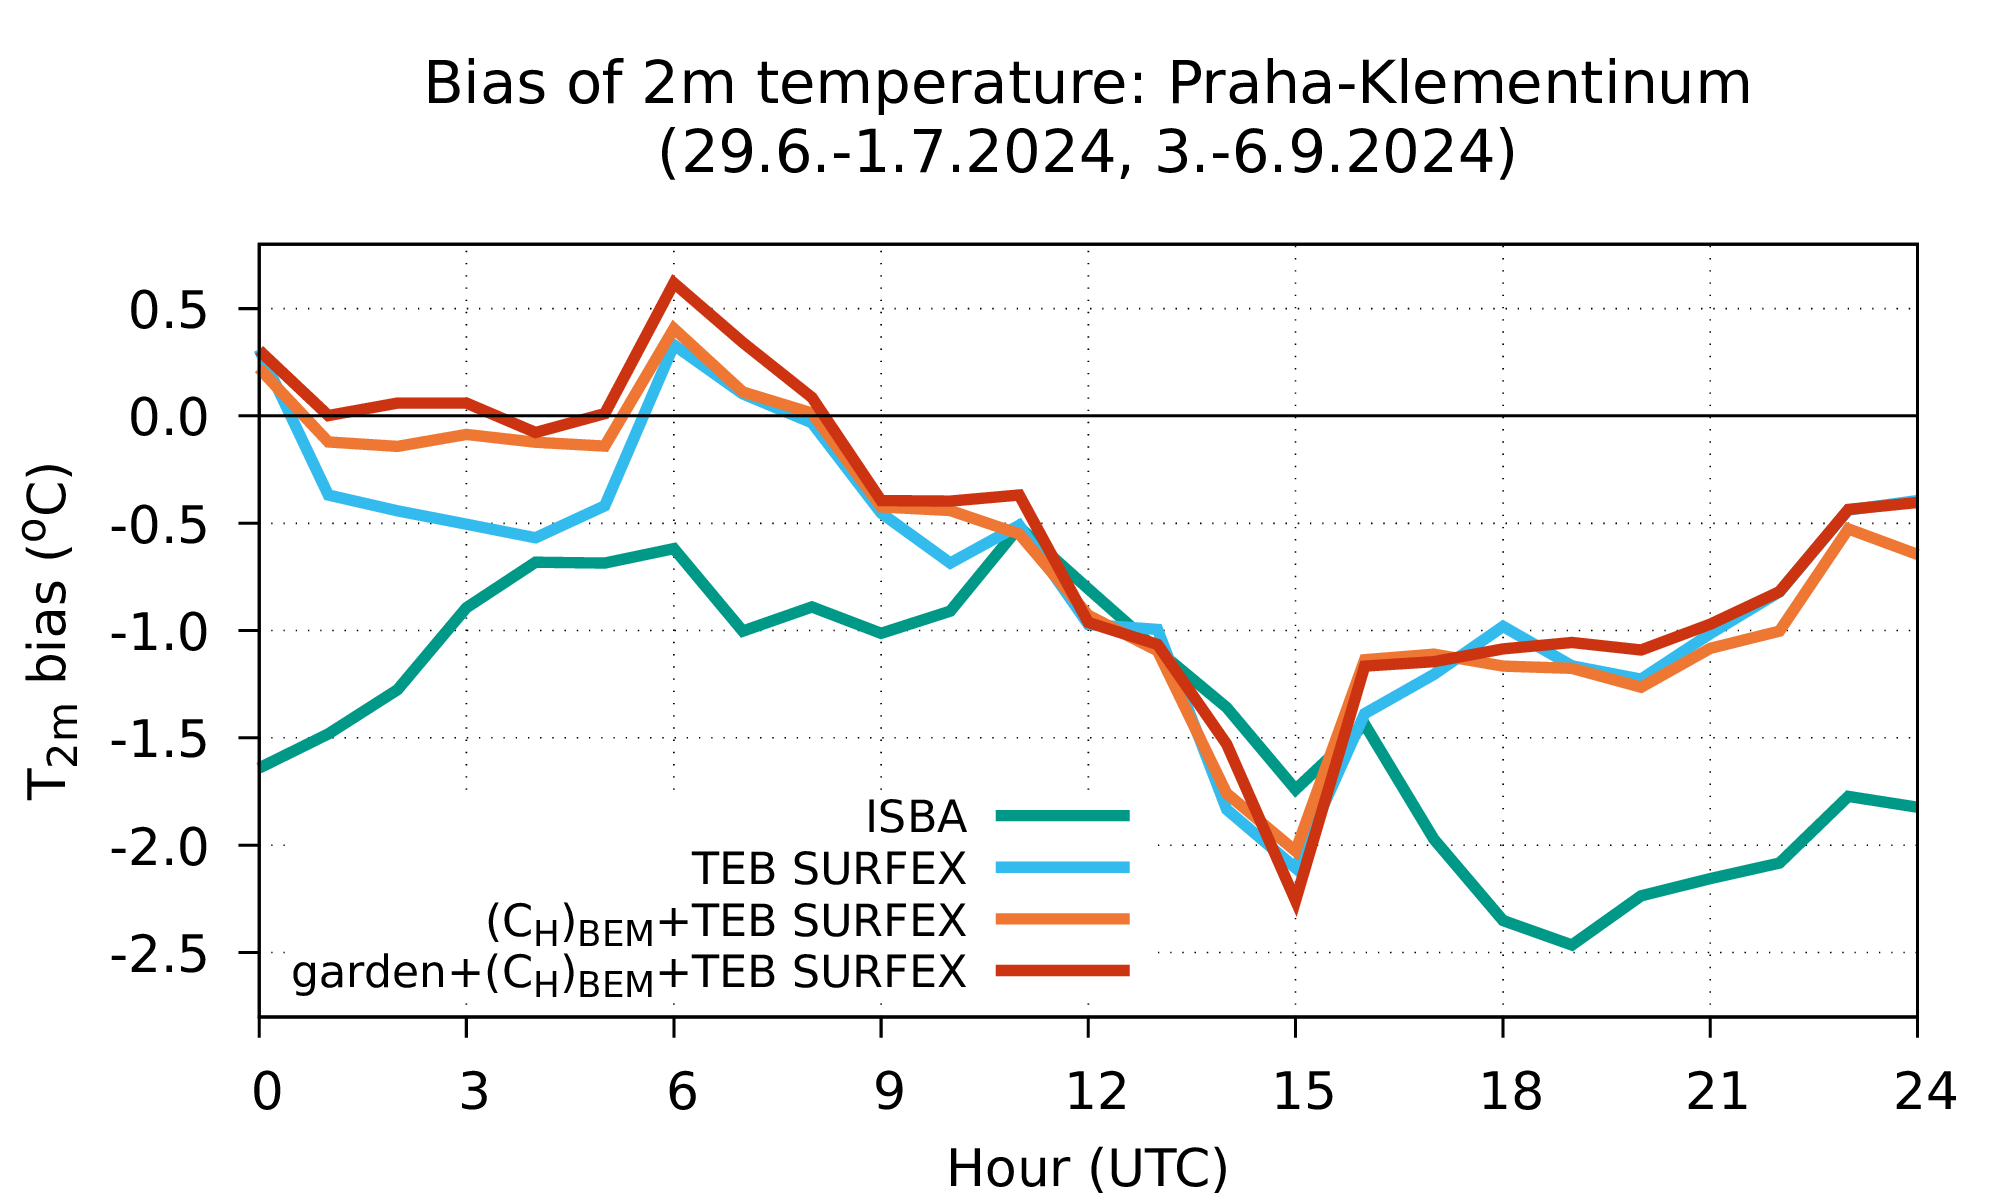 Bias of 2m temperature: Praha-Klementinum
(29.6.-1.7.2024, 3.-6.9.2024)
T2m bias (oC)
0.5
0.0
-0.5
-1.0
-1.5
-2.0
-2.5
ISBA
TEB SURFEX
(CH)BEM+TEB SURFEX
garden+(CH)BEM+TEB SURFEX
0 3 6 9 12 15 18 21 24
Hour (UTC)